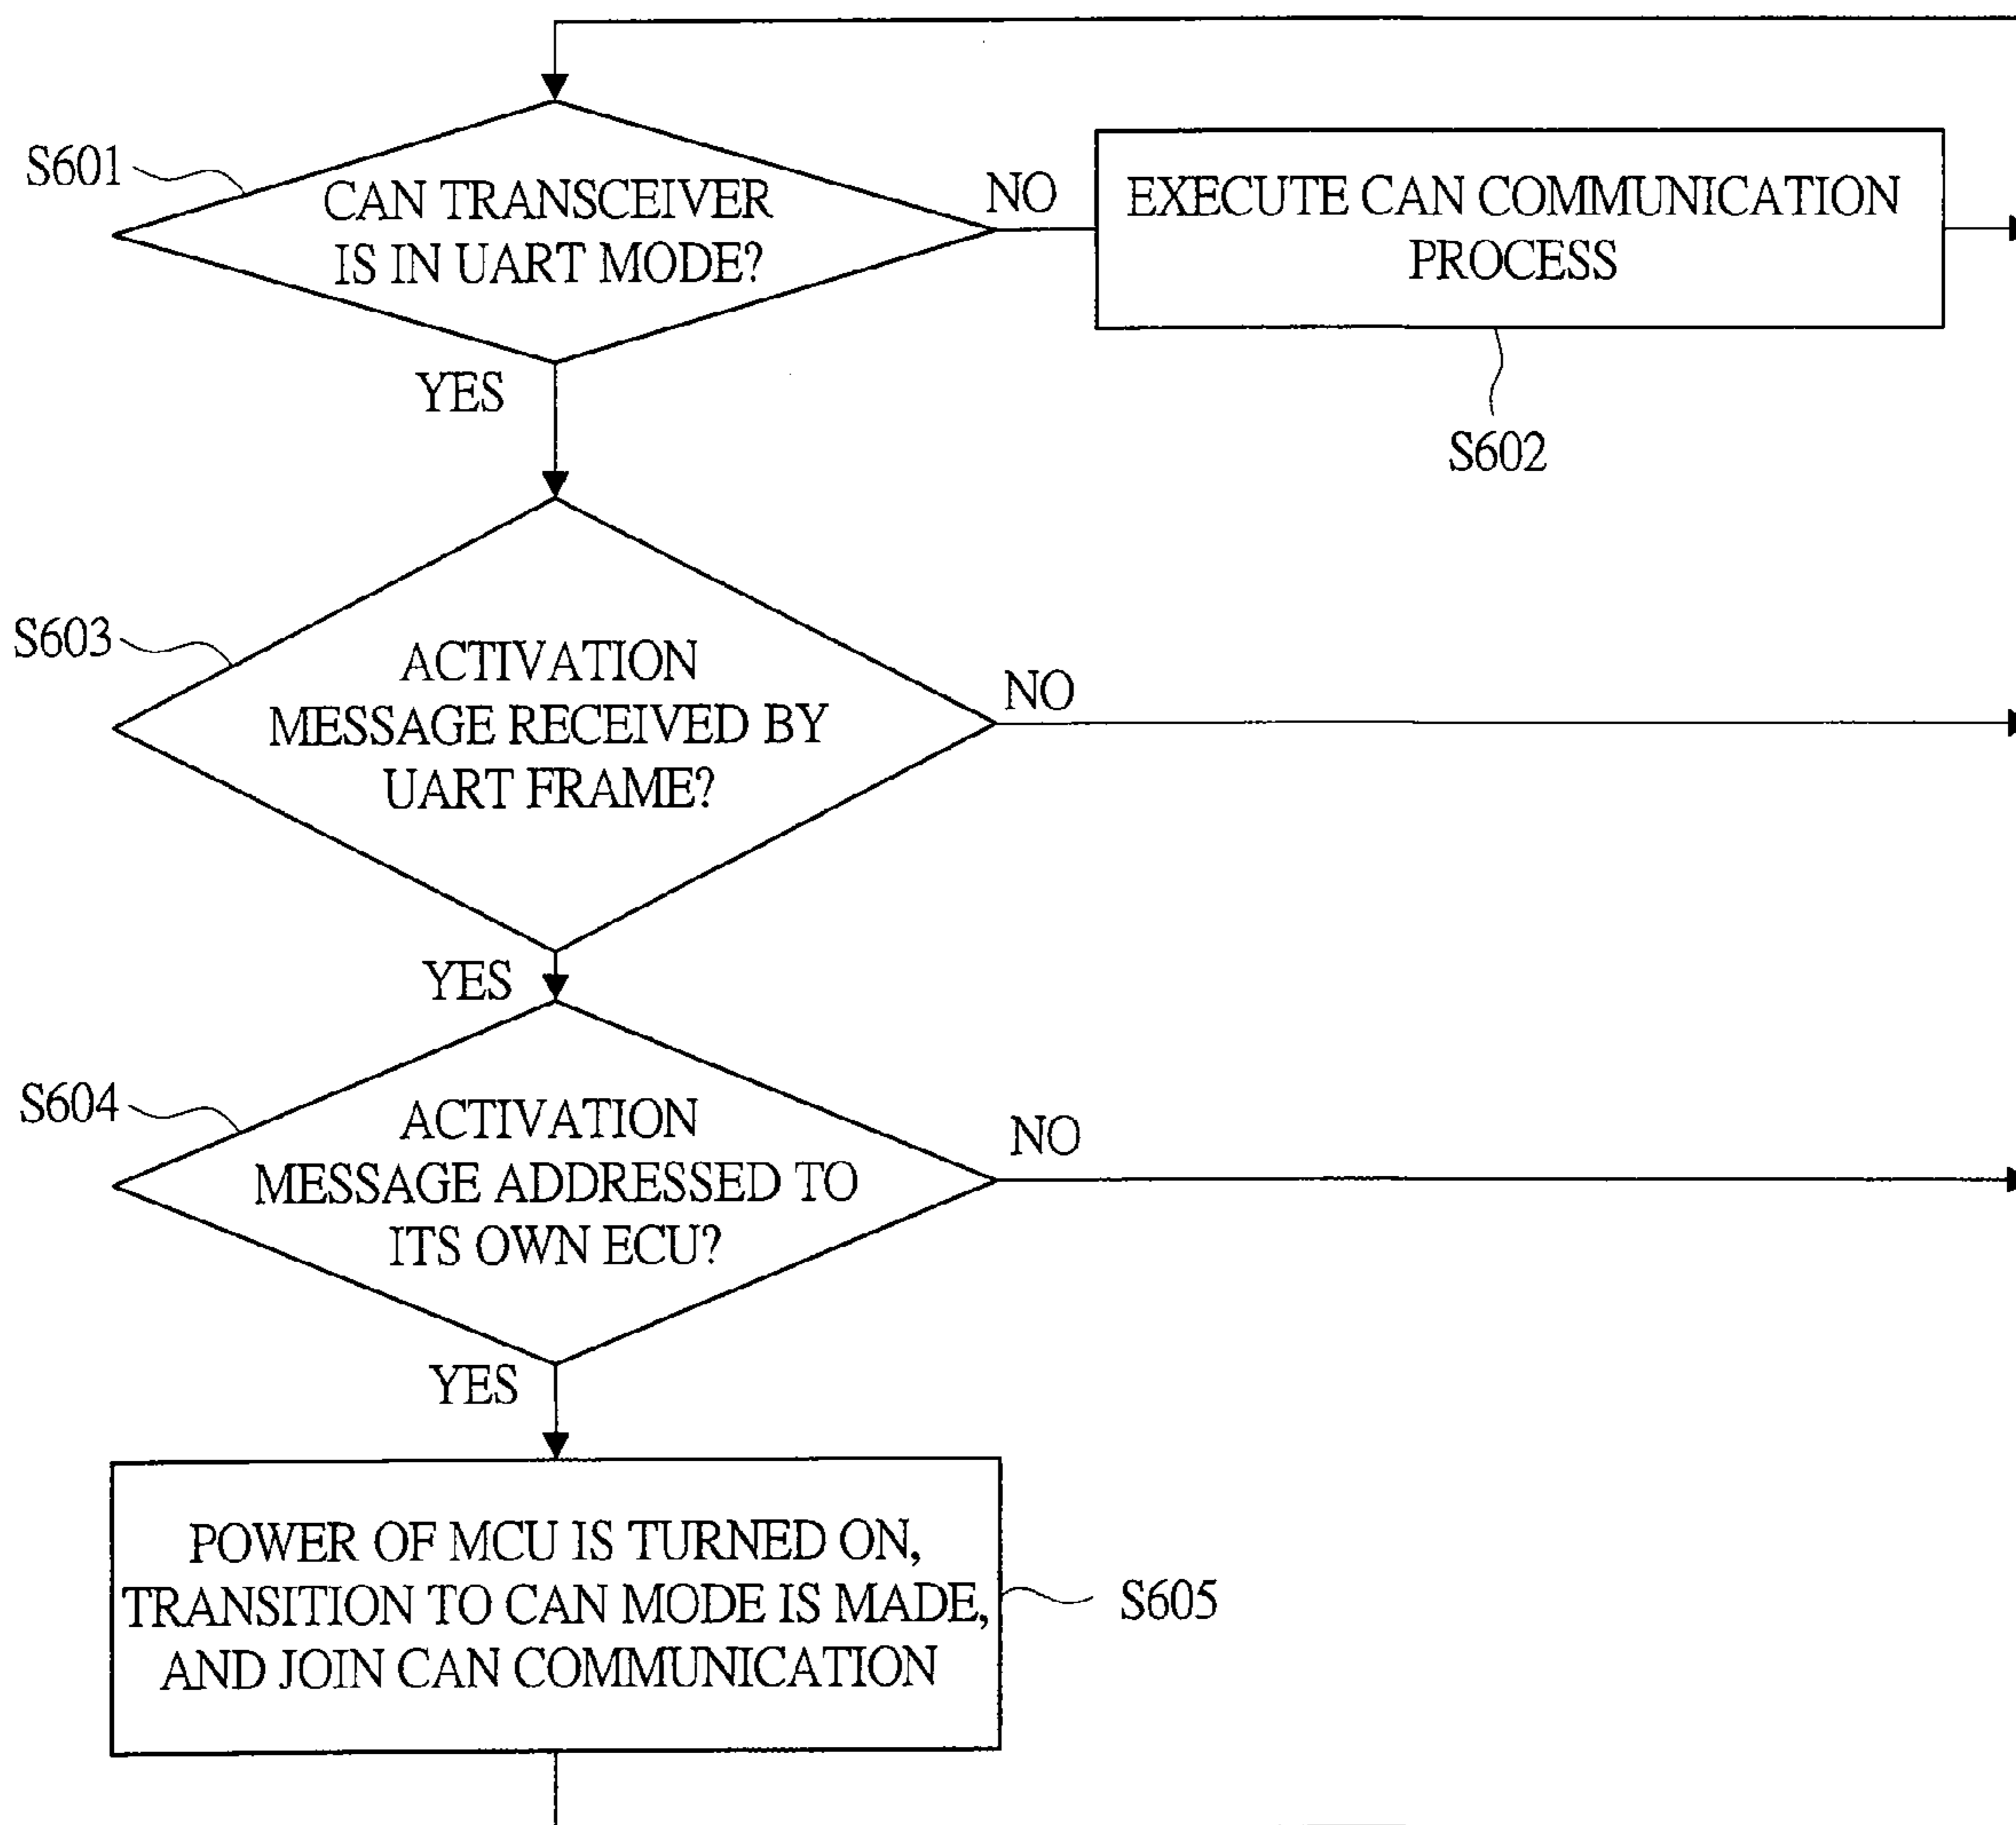 S601
CAN TRANSCEIVER
IS IN UART MODE?
NO
EXECUTE CAN COMMUNICATION
PROCESS
S602
YES
S603
ACTIVATION
MESSAGE RECEIVED BY
UART FRAME?
NO
YES
S604
ACTIVATION
MESSAGE ADDRESSED TO
ITS OWN ECU?
NO
YES
POWER OF MCU IS TURNED ON,
TRANSITION TO CAN MODE IS MADE,
AND JOIN CAN COMMUNICATION
S605